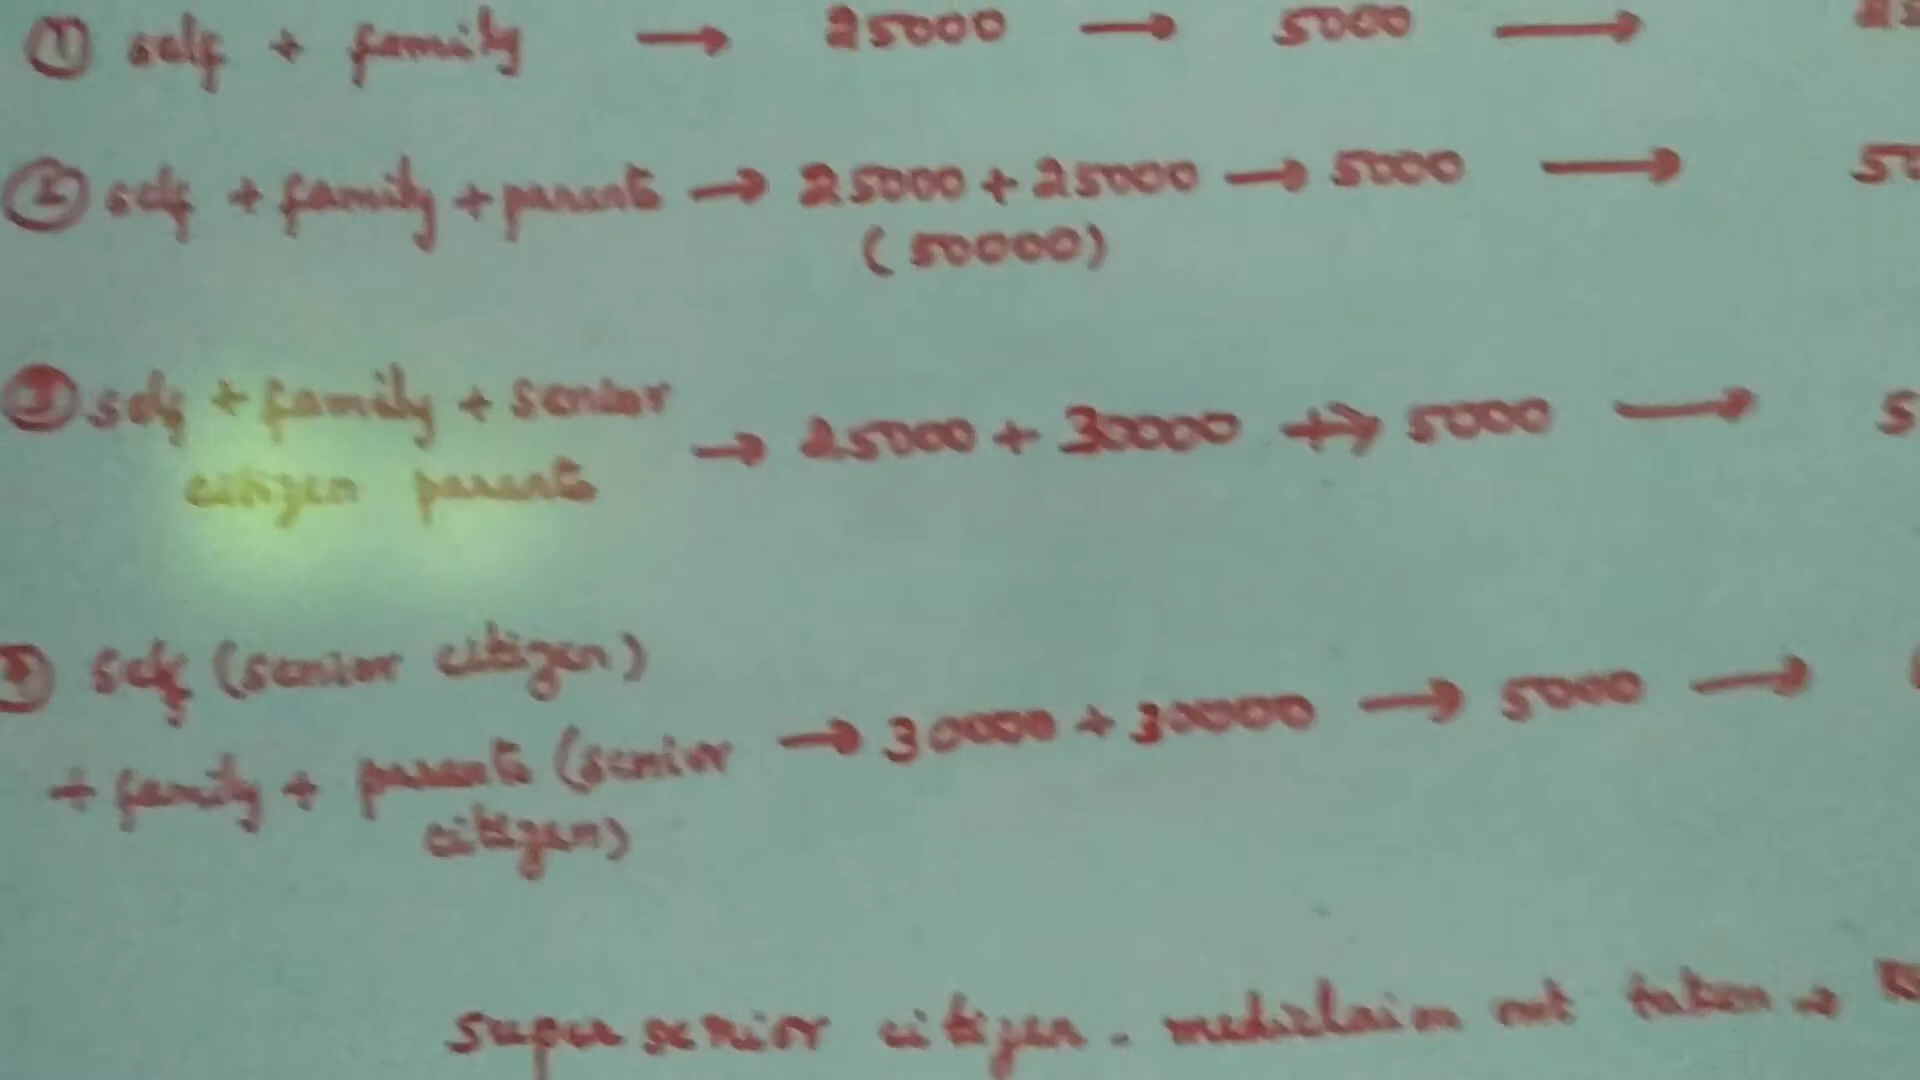 ① self + family → 25000 → 5000 →
② self + family + parents → 25000 + 25000 → 5000 →
(50000)
③ self + family + senior
citizen parents → 25000 + 30000 → 5000 →
self (senior citizen)
+ family + parents (senior → 30000 + 30000 → 5000 →
citizen)
super senior citizen - mediclaim not taken →